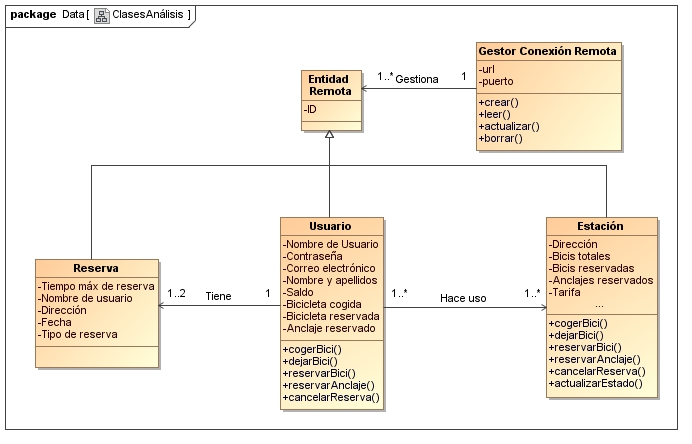 package Data[ ClasesAnálisis ]
Gestor Conexión Remota
-url
-puerto
+crear()
+leer()
+actualizar()
+borrar()
1..* Gestiona 1
Entidad
Remota
-ID
Reserva
-Tiempo máx de reserva
-Nombre de usuario
-Dirección
-Fecha
-Tipo de reserva
1..2 Tiene 1
Usuario
-Nombre de Usuario
-Contraseña
-Correo electrónico
-Nombre y apellidos
-Saldo
-Bicicleta cogida
-Bicicleta reservada
-Anclaje reservado
+cogerBici()
+dejarBici()
+reservarBici()
+reservarAnclaje()
+cancelarReserva()
1..* Hace uso 1..*
Estación
-Dirección
-Bicis totales
-Bicis reservadas
-Anclajes reservados
-Tarifa
...
+cogerBici()
+dejarBici()
+reservarBici()
+reservarAnclaje()
+cancelarReserva()
+actualizarEstado()